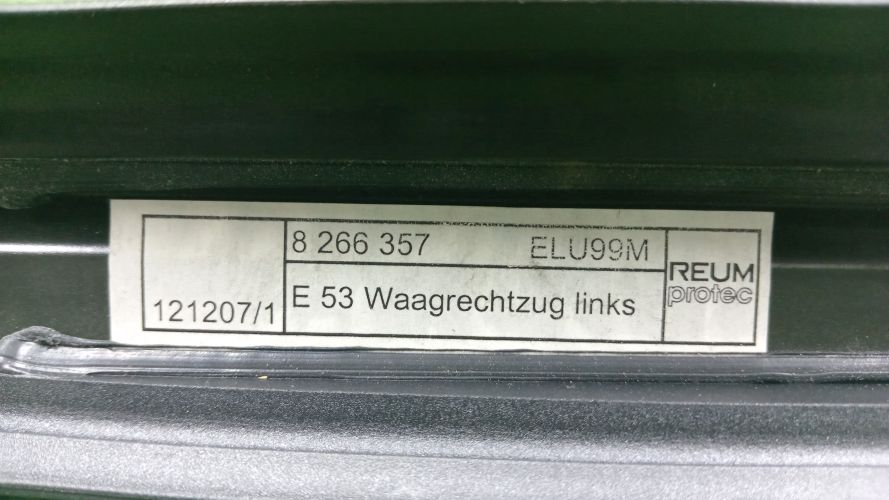 8 266 357 ELU99M
E 53 Waagrechtzug links
121207/1
REUM
protec